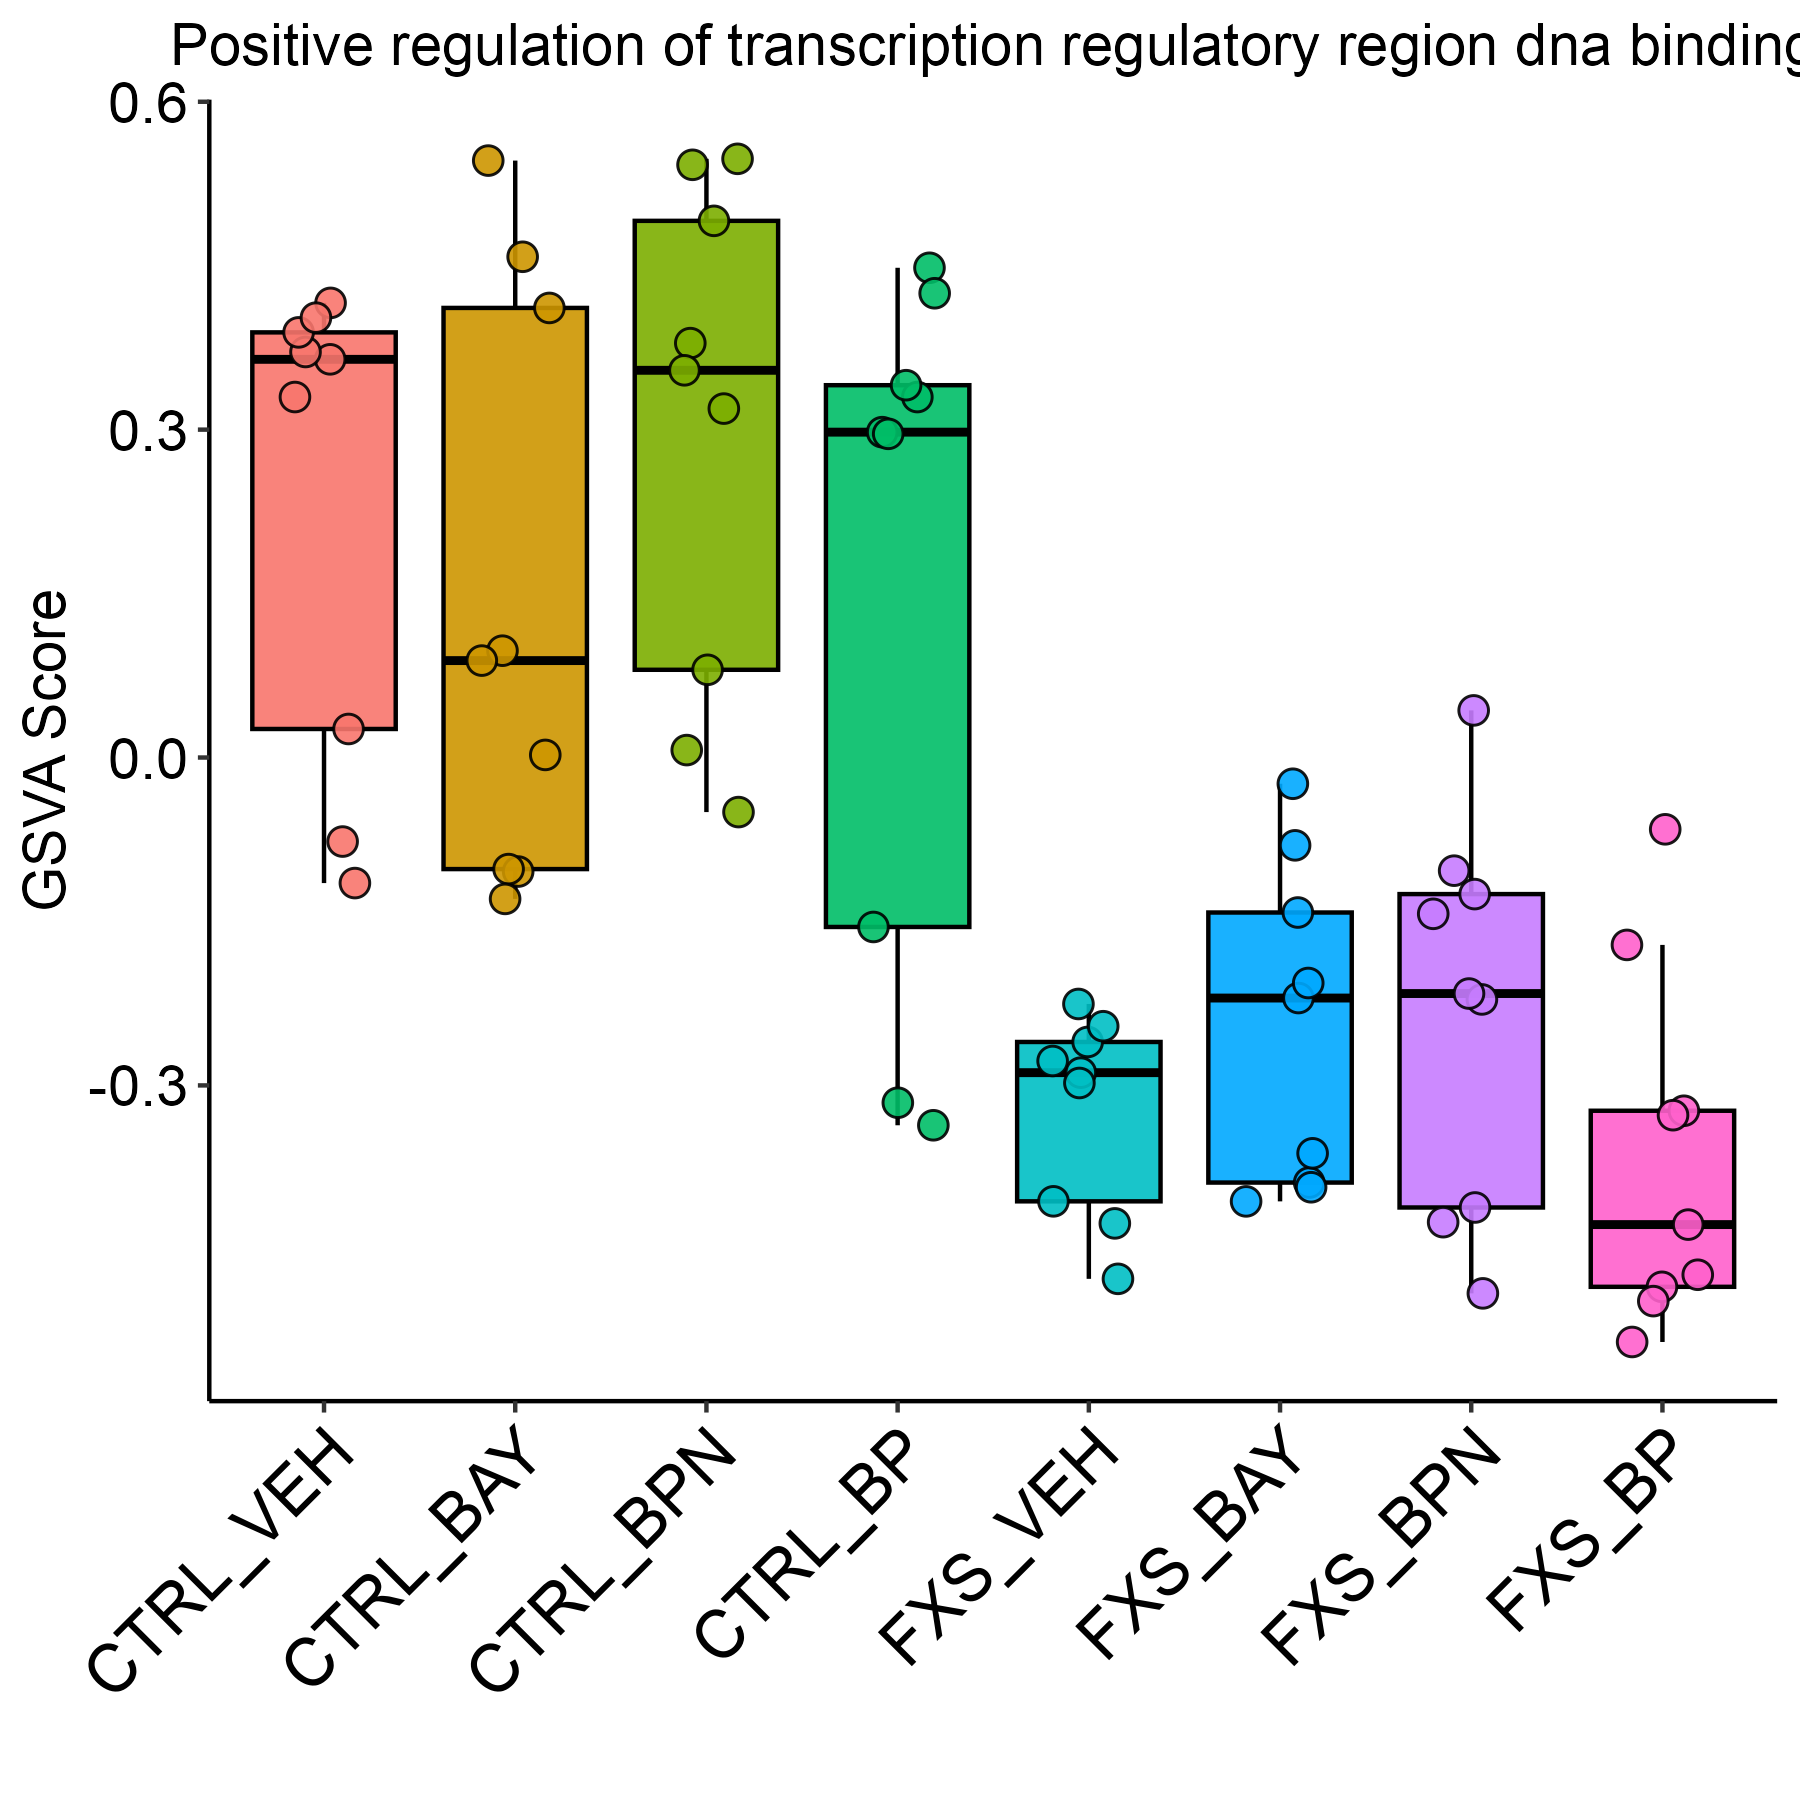 Positive regulation of transcription regulatory region dna binding
0.6
0.3
0.0
-0.3
GSVA Score
CTRL_VEH
CTRL_BAY
CTRL_BPN
CTRL_BP
FXS_VEH
FXS_BAY
FXS_BPN
FXS_BP